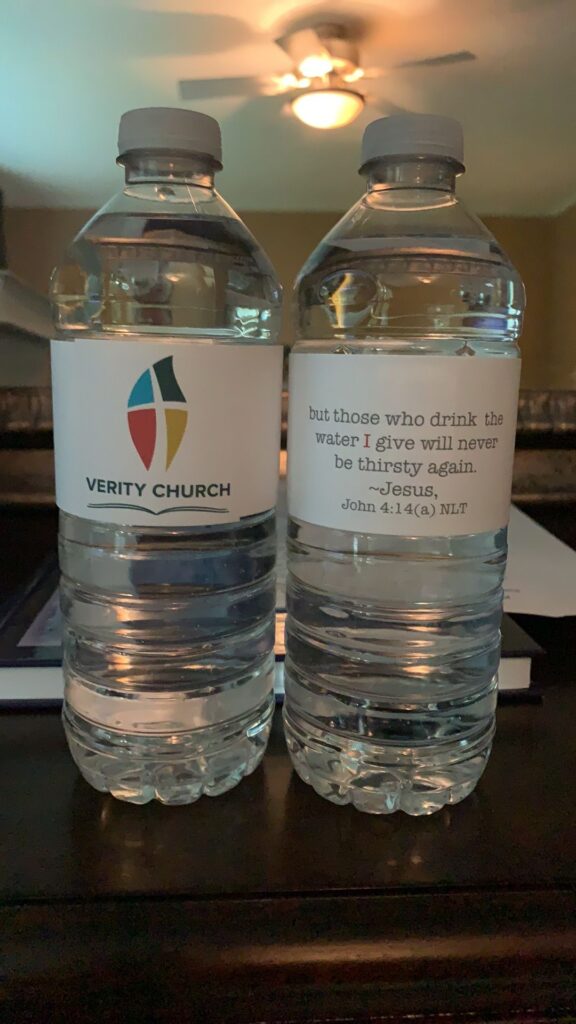 VERITY CHURCH
but those who drink the
water I give will never
be thirsty again.
~Jesus,
John 4:14(a) NLT